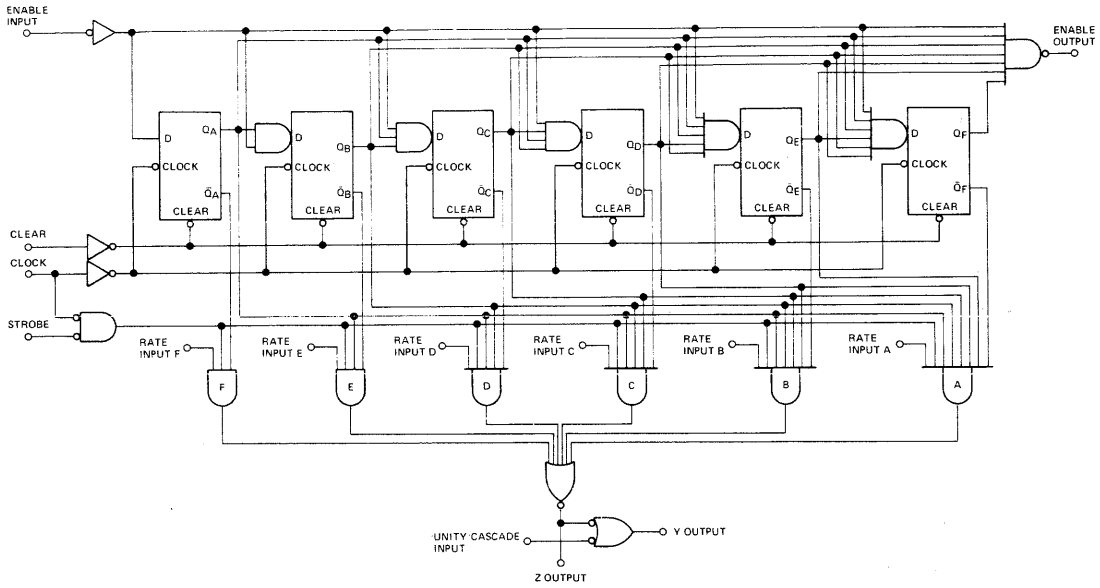 ENABLE
INPUT
ENABLE
OUTPUT
D
QA
CLOCK
Q̄A
CLEAR
D
QB
CLOCK
Q̄B
CLEAR
D
QC
CLOCK
Q̄C
CLEAR
D
QD
CLOCK
Q̄D
CLEAR
D
QE
CLOCK
Q̄E
CLEAR
D
QF
CLOCK
Q̄F
CLEAR
CLEAR
CLOCK
STROBE
RATE
INPUT F
RATE
INPUT E
RATE
INPUT D
RATE
INPUT C
RATE
INPUT B
RATE
INPUT A
F
E
D
C
B
A
UNITY CASCADE
INPUT
Y OUTPUT
Z OUTPUT